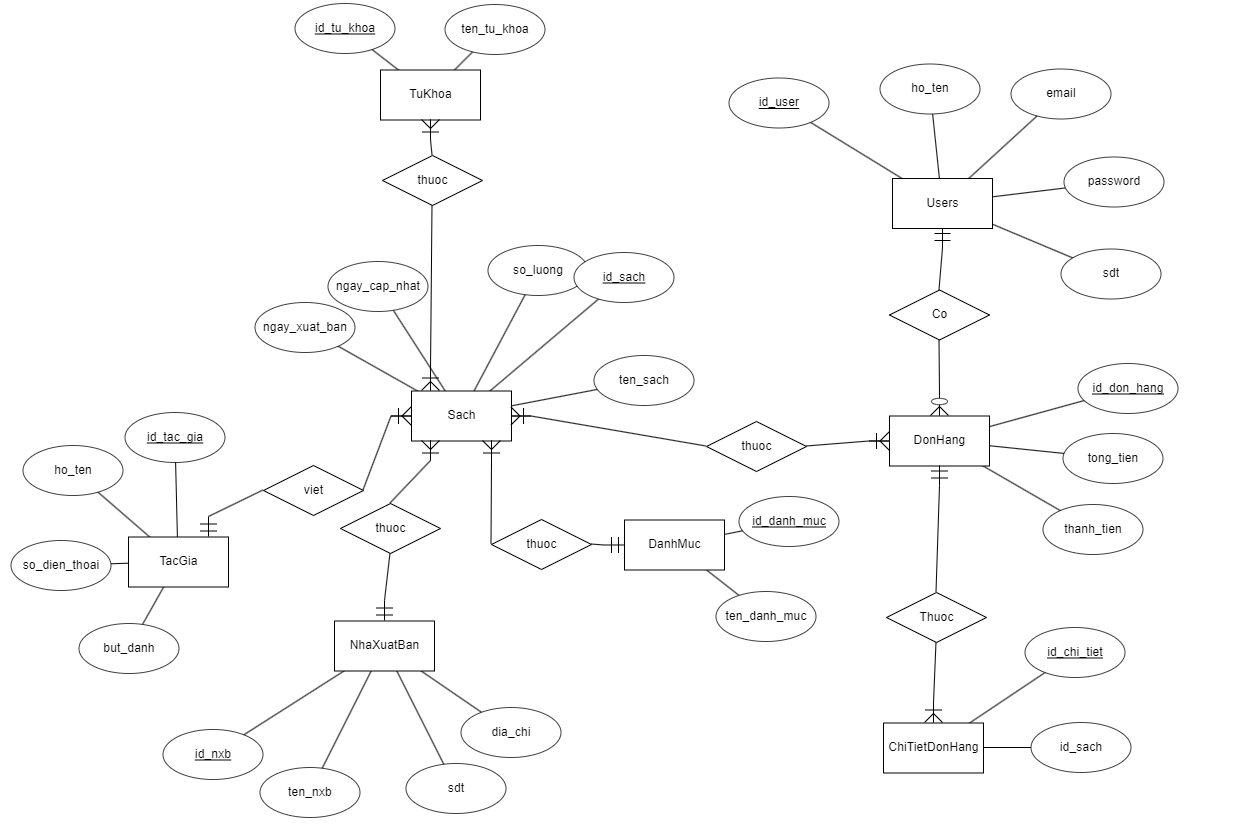 id_tu_khoa
ten_tu_khoa
TuKhoa
thuoc
id_user
ho_ten
email
password
sdt
Users
Co
ngay_xuat_ban
ngay_cap_nhat
so_luong
id_sach
ten_sach
Sach
thuoc
DonHang
id_don_hang
tong_tien
thanh_tien
viet
thuoc
thuoc
DanhMuc
id_danh_muc
ten_danh_muc
id_tac_gia
ho_ten
so_dien_thoai
but_danh
TacGia
NhaXuatBan
id_nxb
ten_nxb
sdt
dia_chi
Thuoc
id_chi_tiet
ChiTietDonHang
id_sach